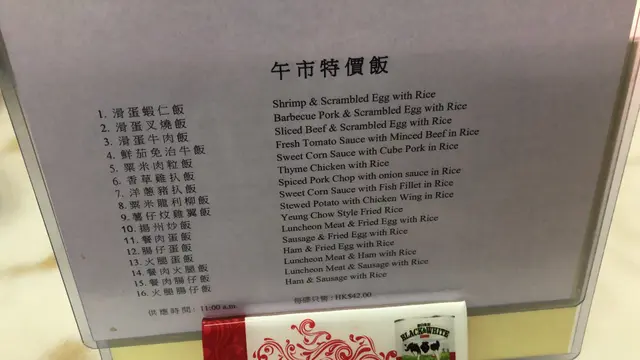 午市特價飯
1. 滑蛋蝦仁飯 Shrimp & Scrambled Egg with Rice
2. 滑蛋叉燒飯 Barbecue Pork & Scrambled Egg with Rice
3. 滑蛋牛肉飯 Sliced Beef & Scrambled Egg with Rice
4. 鮮茄免治牛飯 Fresh Tomato Sauce with Minced Beef in Rice
5. 粟米肉粒飯 Sweet Corn Sauce with Cube Pork in Rice
6. 香草雞扒飯 Thyme Chicken with Rice
7. 洋蔥豬扒飯 Spiced Pork Chop with onion sauce in Rice
8. 粟米龍利柳飯 Sweet Corn Sauce with Fish Fillet in Rice
9. 薯仔炆雞翼飯 Stewed Potato with Chicken Wing in Rice
10. 揚州炒飯 Yeung Chow Style Fried Rice
11. 餐肉蛋飯 Luncheon Meat & Fried Egg with Rice
12. 腸仔蛋飯 Sausage & Fried Egg with Rice
13. 火腿蛋飯 Ham & Fried Egg with Rice
14. 餐肉火腿飯 Luncheon Meat & Ham with Rice
15. 餐肉腸仔飯 Luncheon Meat & Sausage with Rice
16. 火腿腸仔飯 Ham & Sausage with Rice
供應時間: 11:00 a.m. 每碟只售: HK$42.00
BLACK&WHITE